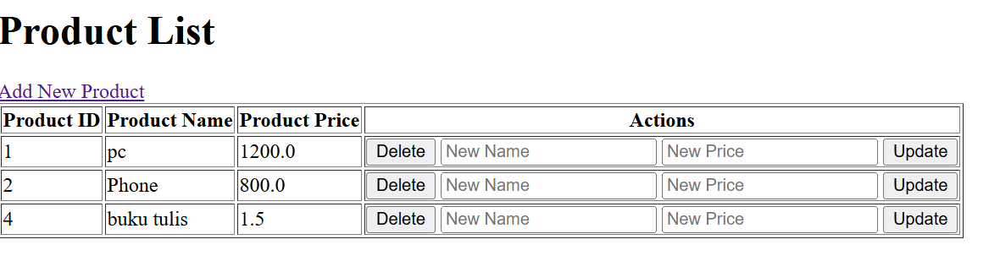 Product List
Add New Product
Product ID Product Name Product Price Actions
1 pc 1200.0 Delete New Name New Price Update
2 Phone 800.0 Delete New Name New Price Update
4 buku tulis 1.5 Delete New Name New Price Update